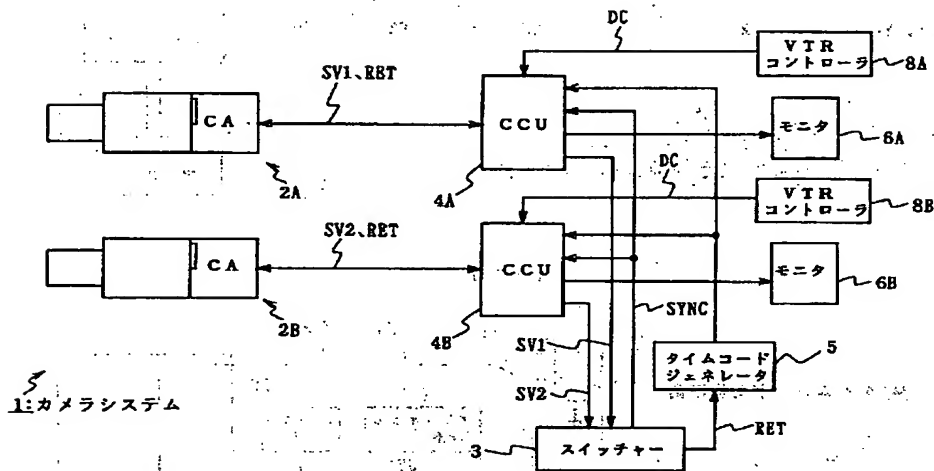 DC
VTR
コントローラ
8A
SV1、RET
CA
CCU
モニタ
2A
4A
6A
DC
VTR
コントローラ
8B
SV2、RET
CA
CCU
モニタ
2B
4B
6B
SYNC
SV1
タイムコード
ジェネレータ
5
SV2
1:カメラシステム
3
スイッチャー
RET